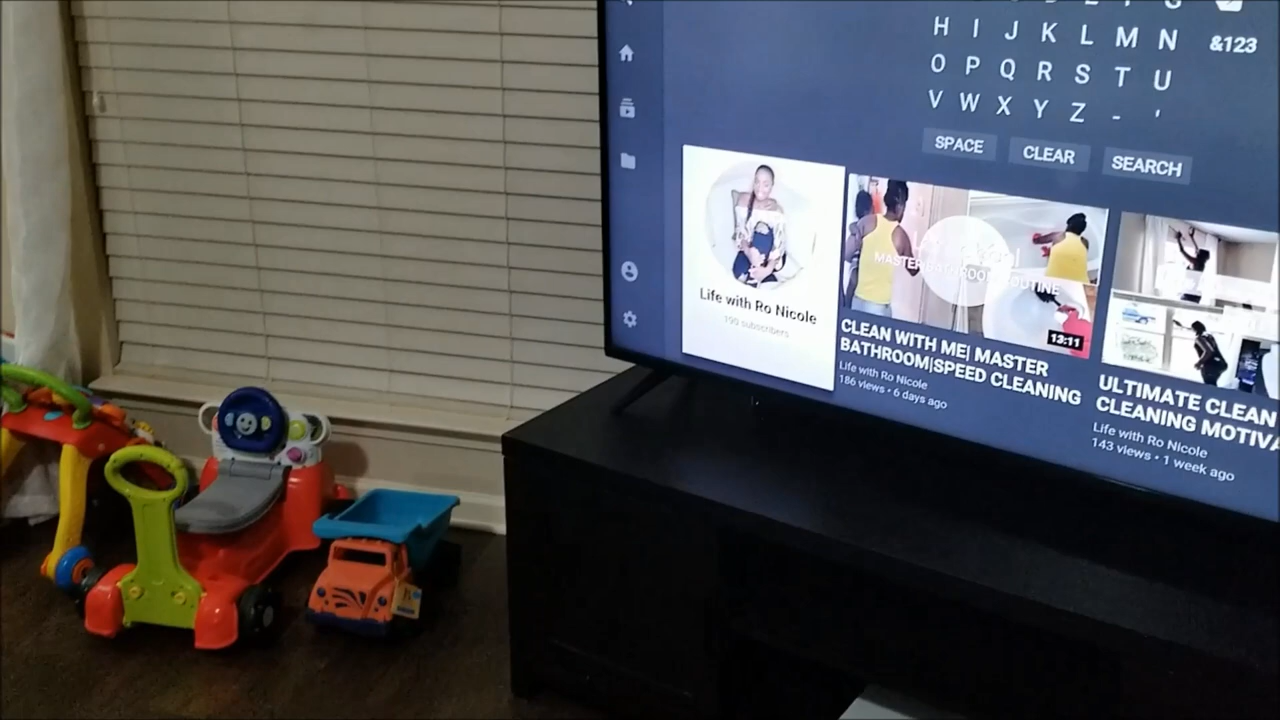 H I J K L M N
&123
O P Q R S T U
V W X Y Z - '
SPACE CLEAR SEARCH
Life with Ro Nicole
190 subscribers
MASTER BATHROOM ROUTINE
13:11
CLEAN WITH ME| MASTER
BATHROOM|SPEED CLEANING
Life with Ro Nicole
186 views • 6 days ago
ULTIMATE CLEAN
CLEANING MOTIVA
Life with Ro Nicole
143 views • 1 week ago